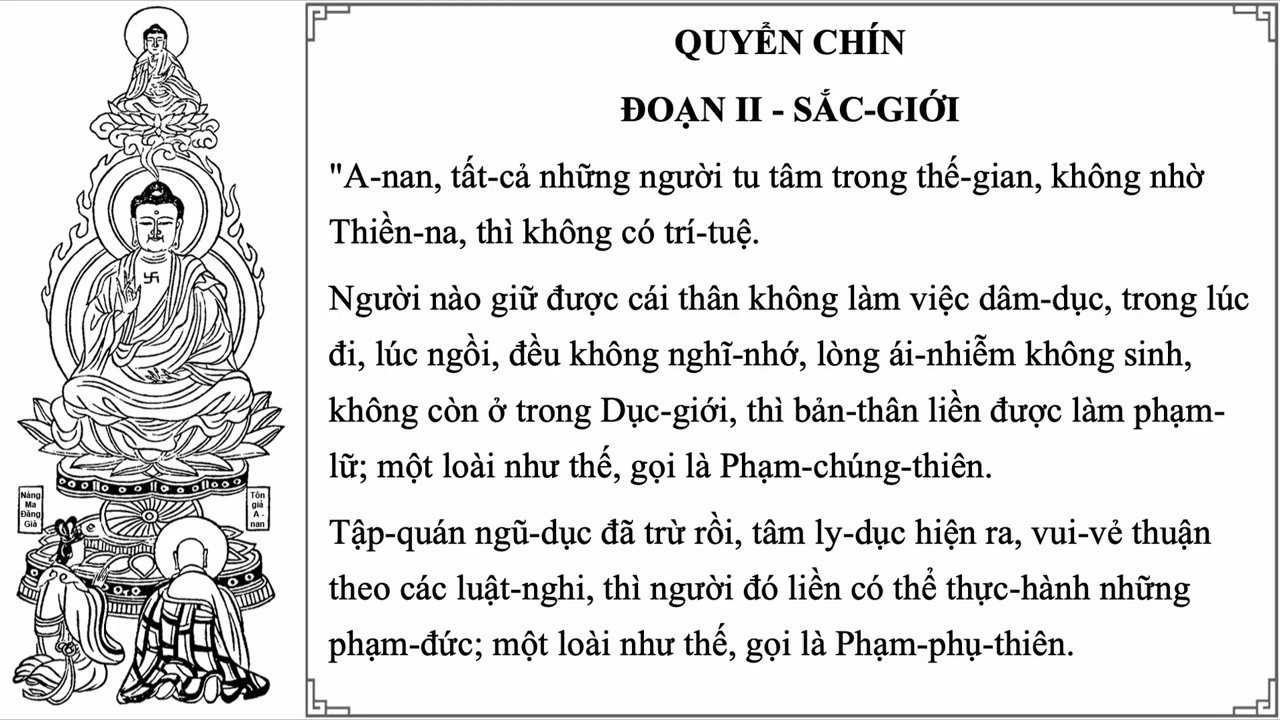 QUYỂN CHÍN
ĐOẠN II - SẮC-GIỚI
"A-nan, tất-cả những người tu tâm trong thế-gian, không nhờ
Thiền-na, thì không có trí-tuệ.
Người nào giữ được cái thân không làm việc dâm-dục, trong lúc
đi, lúc ngồi, đều không nghĩ-nhớ, lòng ái-nhiễm không sinh,
không còn ở trong Dục-giới, thì bản-thân liền được làm phạm-
lữ; một loài như thế, gọi là Phạm-chúng-thiên.
Tập-quán ngũ-dục đã trừ rồi, tâm ly-dục hiện ra, vui-vẻ thuận
theo các luật-nghi, thì người đó liền có thể thực-hành những
phạm-đức; một loài như thế, gọi là Phạm-phụ-thiên.
Nàng
Ma
Đăng
Già
Tôn
giả
A -
nan